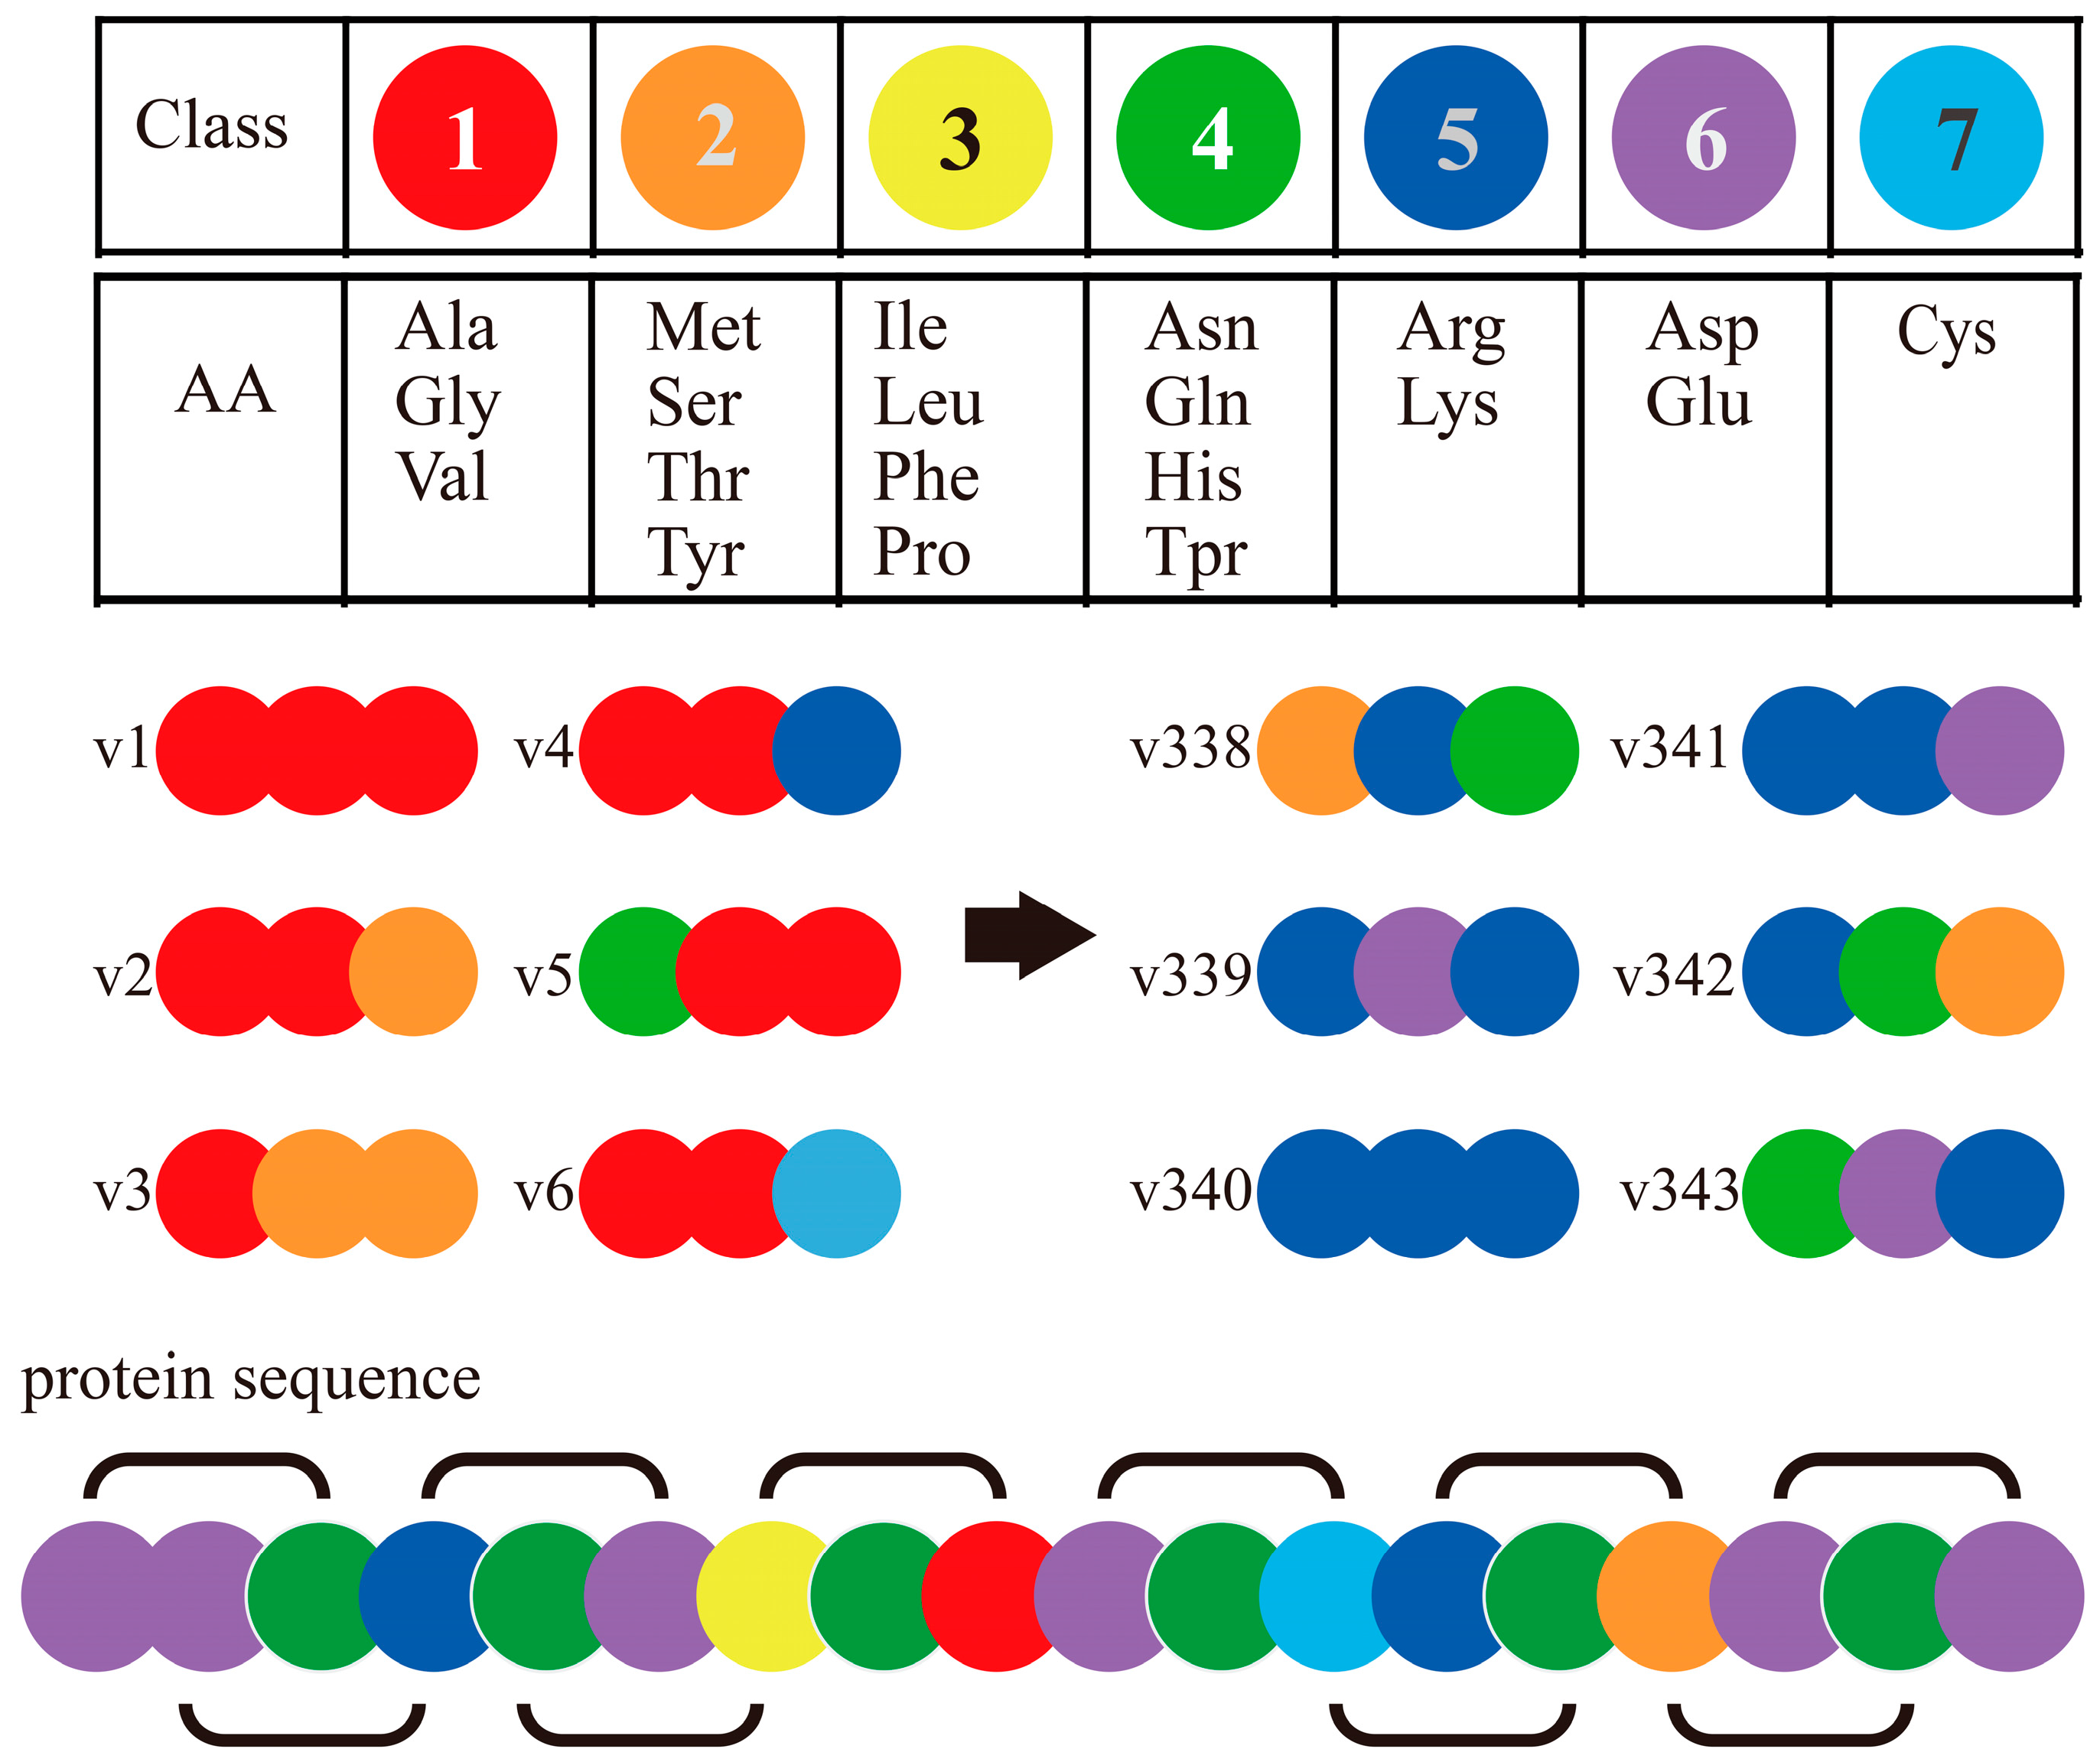 Class 1 2 3 4 5 6 7
AA
Ala
Gly
Val
Met
Ser
Thr
Tyr
Ile
Leu
Phe
Pro
Asn
Gln
His
Tpr
Arg
Lys
Asp
Glu
Cys
v1 v4 v338 v341
v2 v5 v339 v342
v3 v6 v340 v343
protein sequence